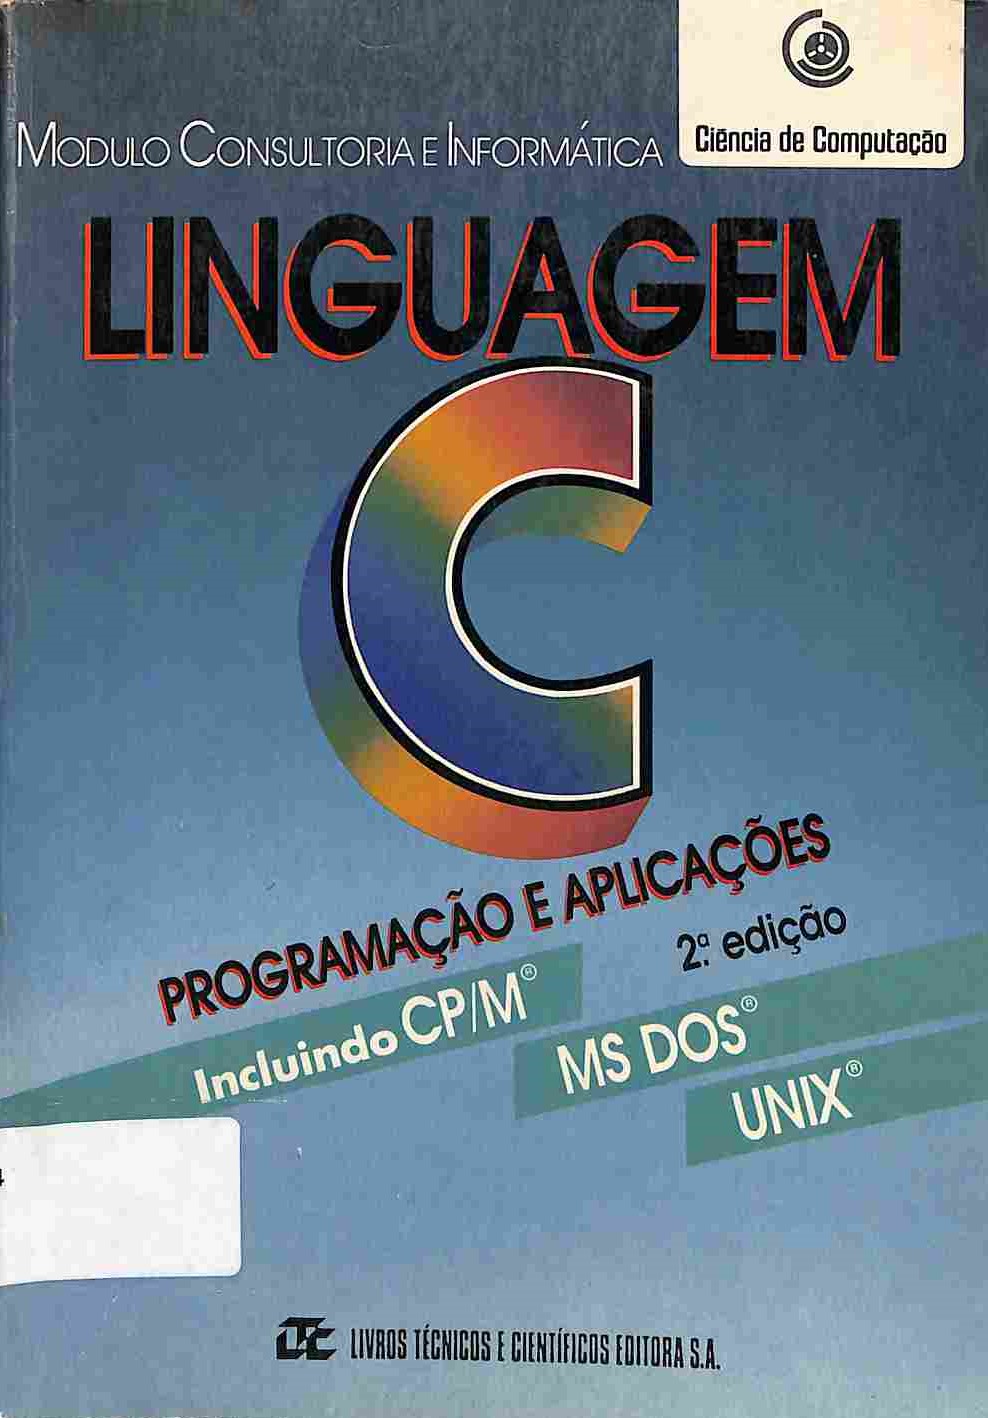 Ciência de Computação
MODULO CONSULTORIA E INFORMÁTICA
LINGUAGEM
C
PROGRAMAÇÃO E APLICAÇÕES
2ª edição
Incluindo CP/M®
MS DOS®
UNIX®
LTC LIVROS TÉCNICOS E CIENTÍFICOS EDITORA S.A.